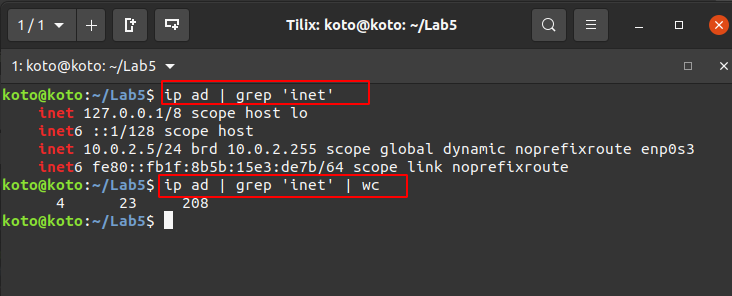 1 / 1
Tilix: koto@koto: ~/Lab5
1: koto@koto: ~/Lab5
koto@koto:~/Lab5$ ip ad | grep 'inet'
    inet 127.0.0.1/8 scope host lo
    inet6 ::1/128 scope host
    inet 10.0.2.5/24 brd 10.0.2.255 scope global dynamic noprefixroute enp0s3
    inet6 fe80::fb1f:8b5b:15e3:de7b/64 scope link noprefixroute
koto@koto:~/Lab5$ ip ad | grep 'inet' | wc
      4      23     208
koto@koto:~/Lab5$